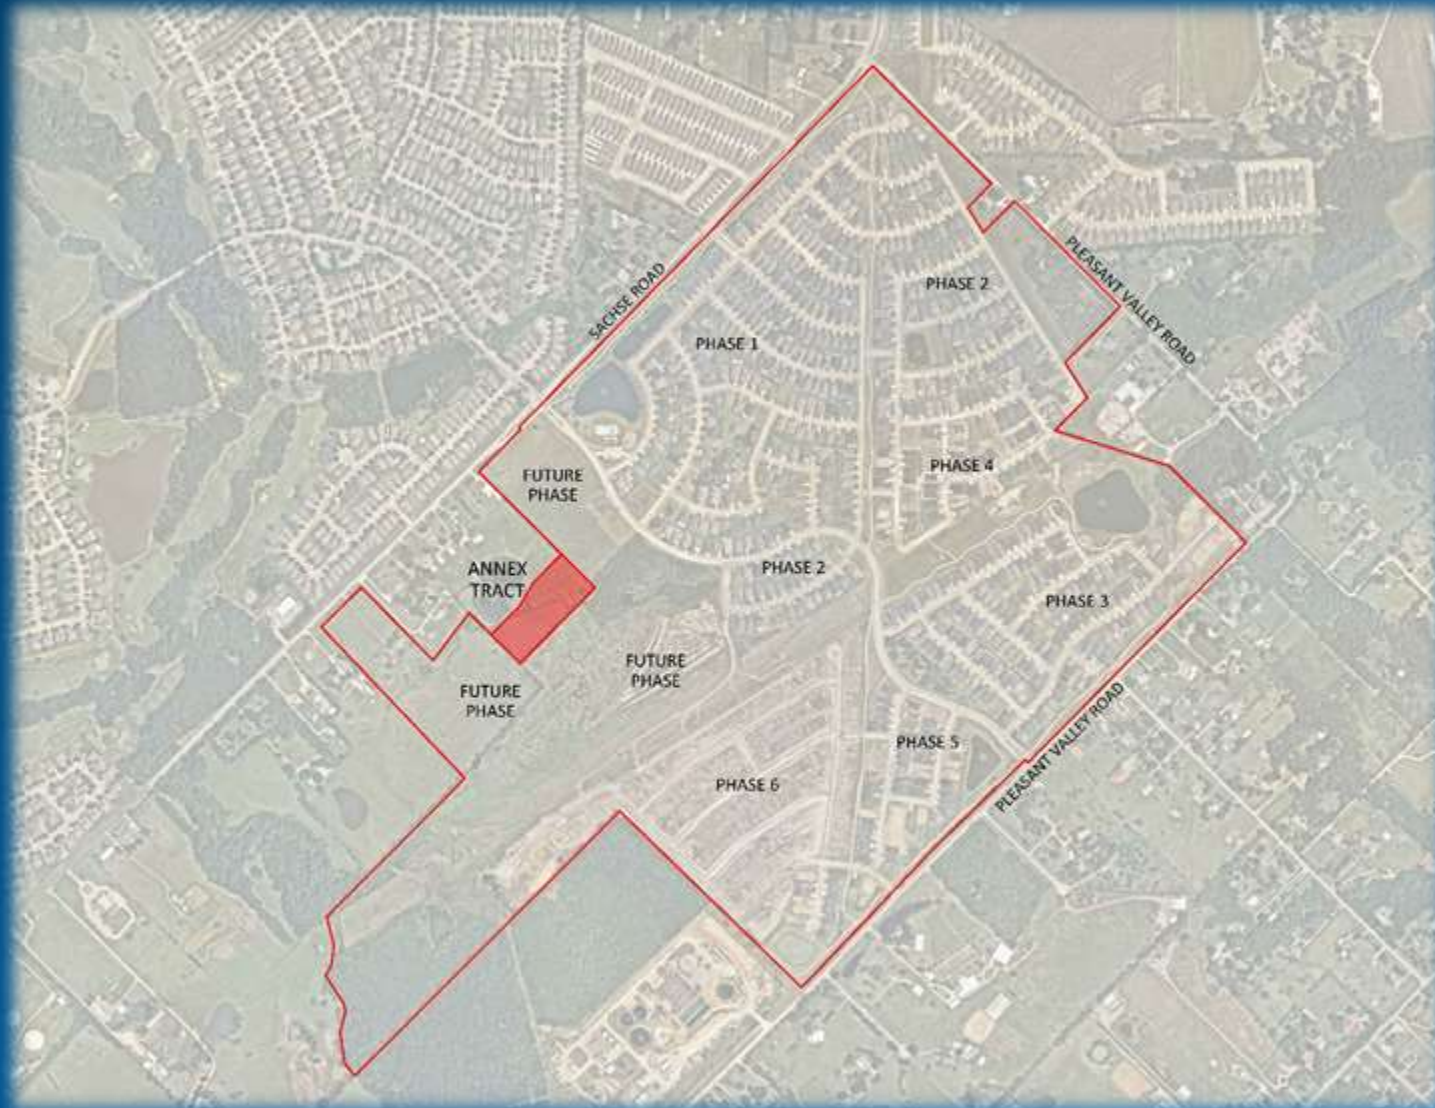 PLEASANT VALLEY ROAD
PHASE 2
SACHSE ROAD
PHASE 1
PHASE 4
FUTURE
PHASE
ANNEX
TRACT
PHASE 2
PHASE 3
FUTURE
PHASE
FUTURE
PHASE
PHASE 5
PLEASANT VALLEY ROAD
PHASE 6